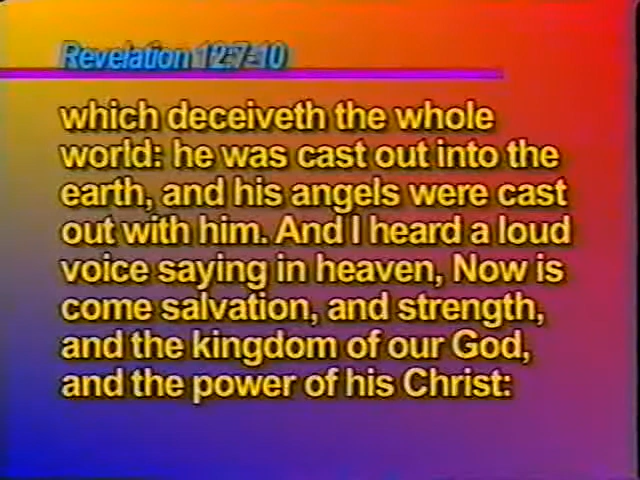 Revelation 12:7-10
which deceiveth the whole
world: he was cast out into the
earth, and his angels were cast
out with him. And I heard a loud
voice saying in heaven, Now is
come salvation, and strength,
and the kingdom of our God,
and the power of his Christ: